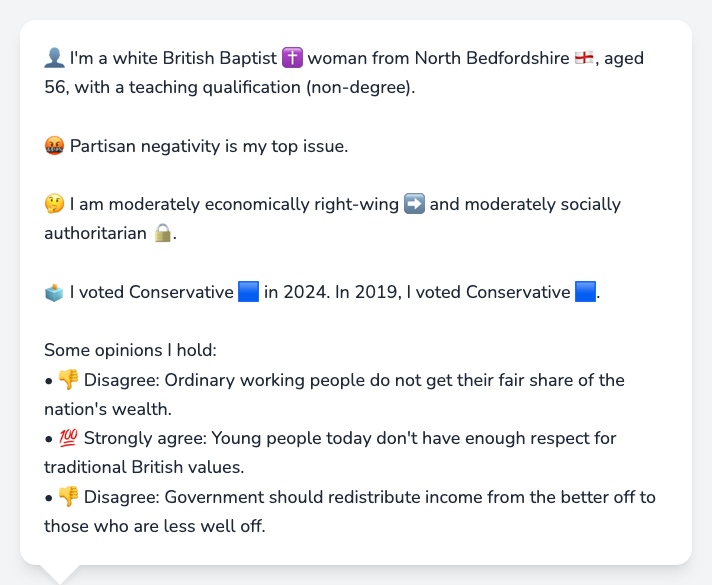 👤 I'm a white British Baptist ✝️ woman from North Bedfordshire 🏴󠁧󠁢󠁥󠁮󠁧󠁿, aged
56, with a teaching qualification (non-degree).
🤬 Partisan negativity is my top issue.
🤔 I am moderately economically right-wing ➡️ and moderately socially
authoritarian 🔒.
🗳️ I voted Conservative 🟦 in 2024. In 2019, I voted Conservative 🟦.
Some opinions I hold:
• 👎 Disagree: Ordinary working people do not get their fair share of the
nation's wealth.
• 💯 Strongly agree: Young people today don't have enough respect for
traditional British values.
• 👎 Disagree: Government should redistribute income from the better off to
those who are less well off.